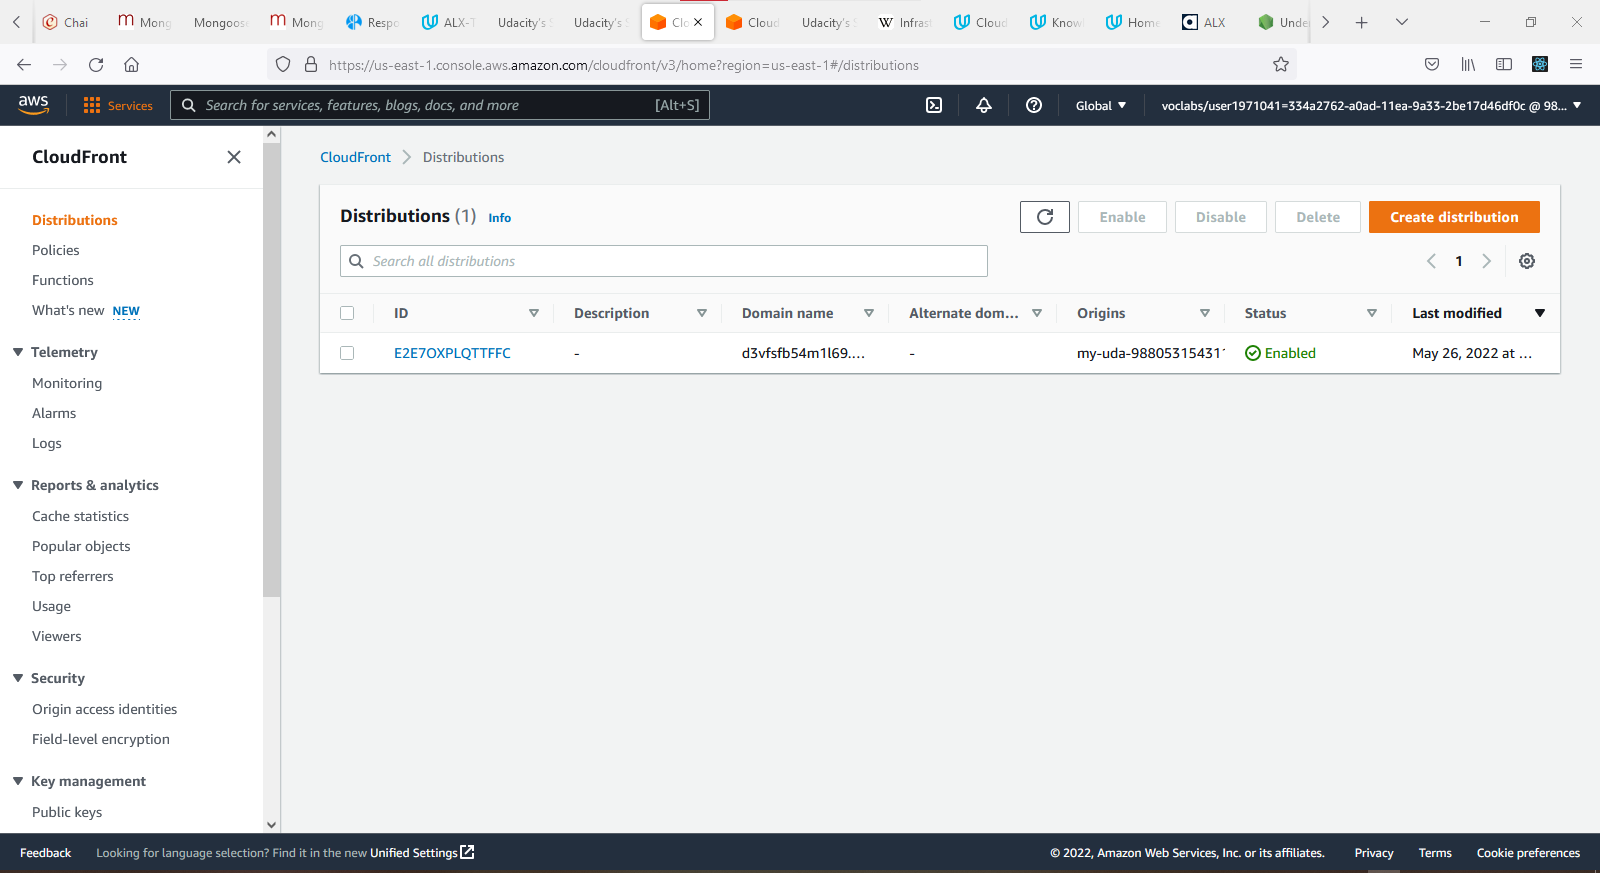 Chai
Mong
Mongoose
Mong
Respo
ALX-T
Udacity's
Udacity's
Clo
Cloud
Udacity's
Infrast
Cloud
Know
Home
ALX
Unde
https://us-east-1.console.aws.amazon.com/cloudfront/v3/home?region=us-east-1#/distributions
aws
Services
Search for services, features, blogs, docs, and more
[Alt+S]
Global
voclabs/user1971041=334a2762-a0ad-11ea-9a33-2be17d46df0c @ 98...
CloudFront
Distributions
Policies
Functions
What's new NEW
Telemetry
Monitoring
Alarms
Logs
Reports & analytics
Cache statistics
Popular objects
Top referrers
Usage
Viewers
Security
Origin access identities
Field-level encryption
Key management
Public keys
CloudFront
Distributions
Distributions (1) Info
Enable
Disable
Delete
Create distribution
Search all distributions
1
ID
Description
Domain name
Alternate dom...
Origins
Status
Last modified
E2E7OXPLQTTFFC
-
d3vfsfb54m1l69....
-
my-uda-98805315431
Enabled
May 26, 2022 at ...
Feedback
Looking for language selection? Find it in the new Unified Settings
© 2022, Amazon Web Services, Inc. or its affiliates.
Privacy
Terms
Cookie preferences